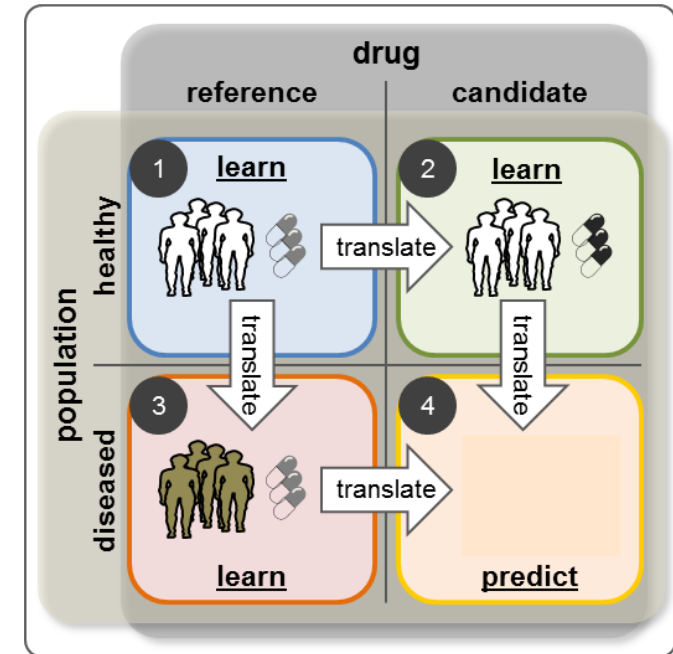 drug
reference
candidate
population
healthy
diseased
1
learn
translate
2
learn
translate
translate
3
learn
translate
4
predict